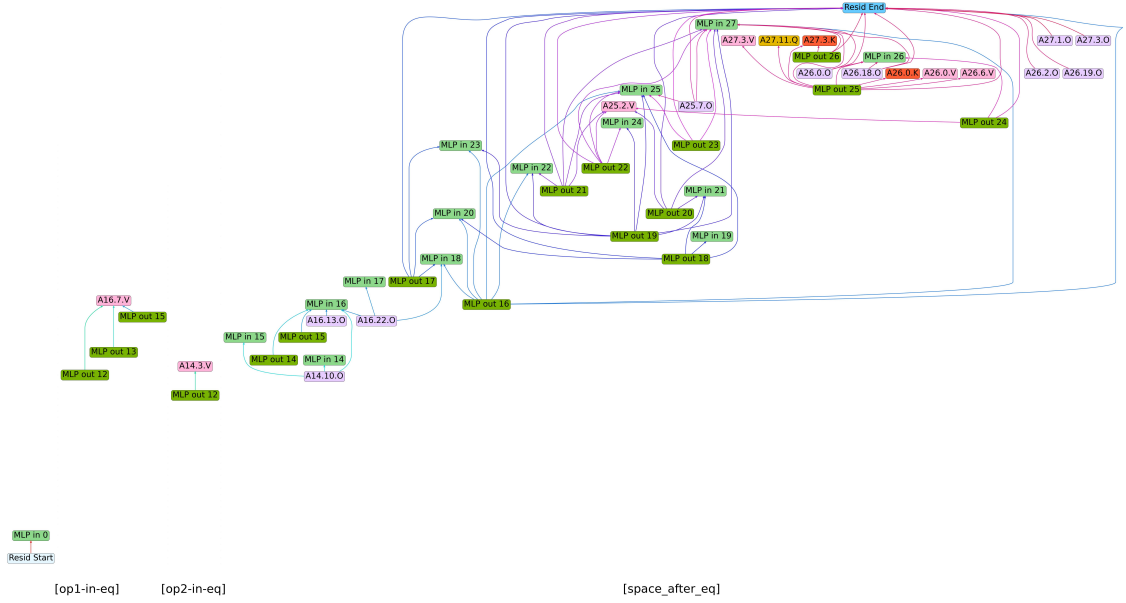 Resid End
MLP in 27
A27.3.V A27.11.Q A27.3.K A27.1.O A27.3.O
MLP out 26 MLP in 26
A26.0.O A26.18.O A26.0.K A26.0.V A26.6.V A26.2.O A26.19.O
MLP in 25 MLP out 25
A25.2.V A25.7.O
MLP in 24 MLP out 24
MLP in 23 MLP out 23
MLP in 22 MLP out 22
MLP out 21 MLP in 21
MLP in 20 MLP out 20
MLP out 19 MLP in 19
MLP in 18 MLP out 18
MLP in 17 MLP out 17
A16.7.V MLP in 16 MLP out 16
MLP out 15 A16.13.O A16.22.O
MLP in 15 MLP out 15
MLP out 13 MLP out 14 MLP in 14
A14.3.V
MLP out 12 A14.10.O
MLP out 12
MLP in 0
Resid Start
[op1-in-eq] [op2-in-eq] [space_after_eq]